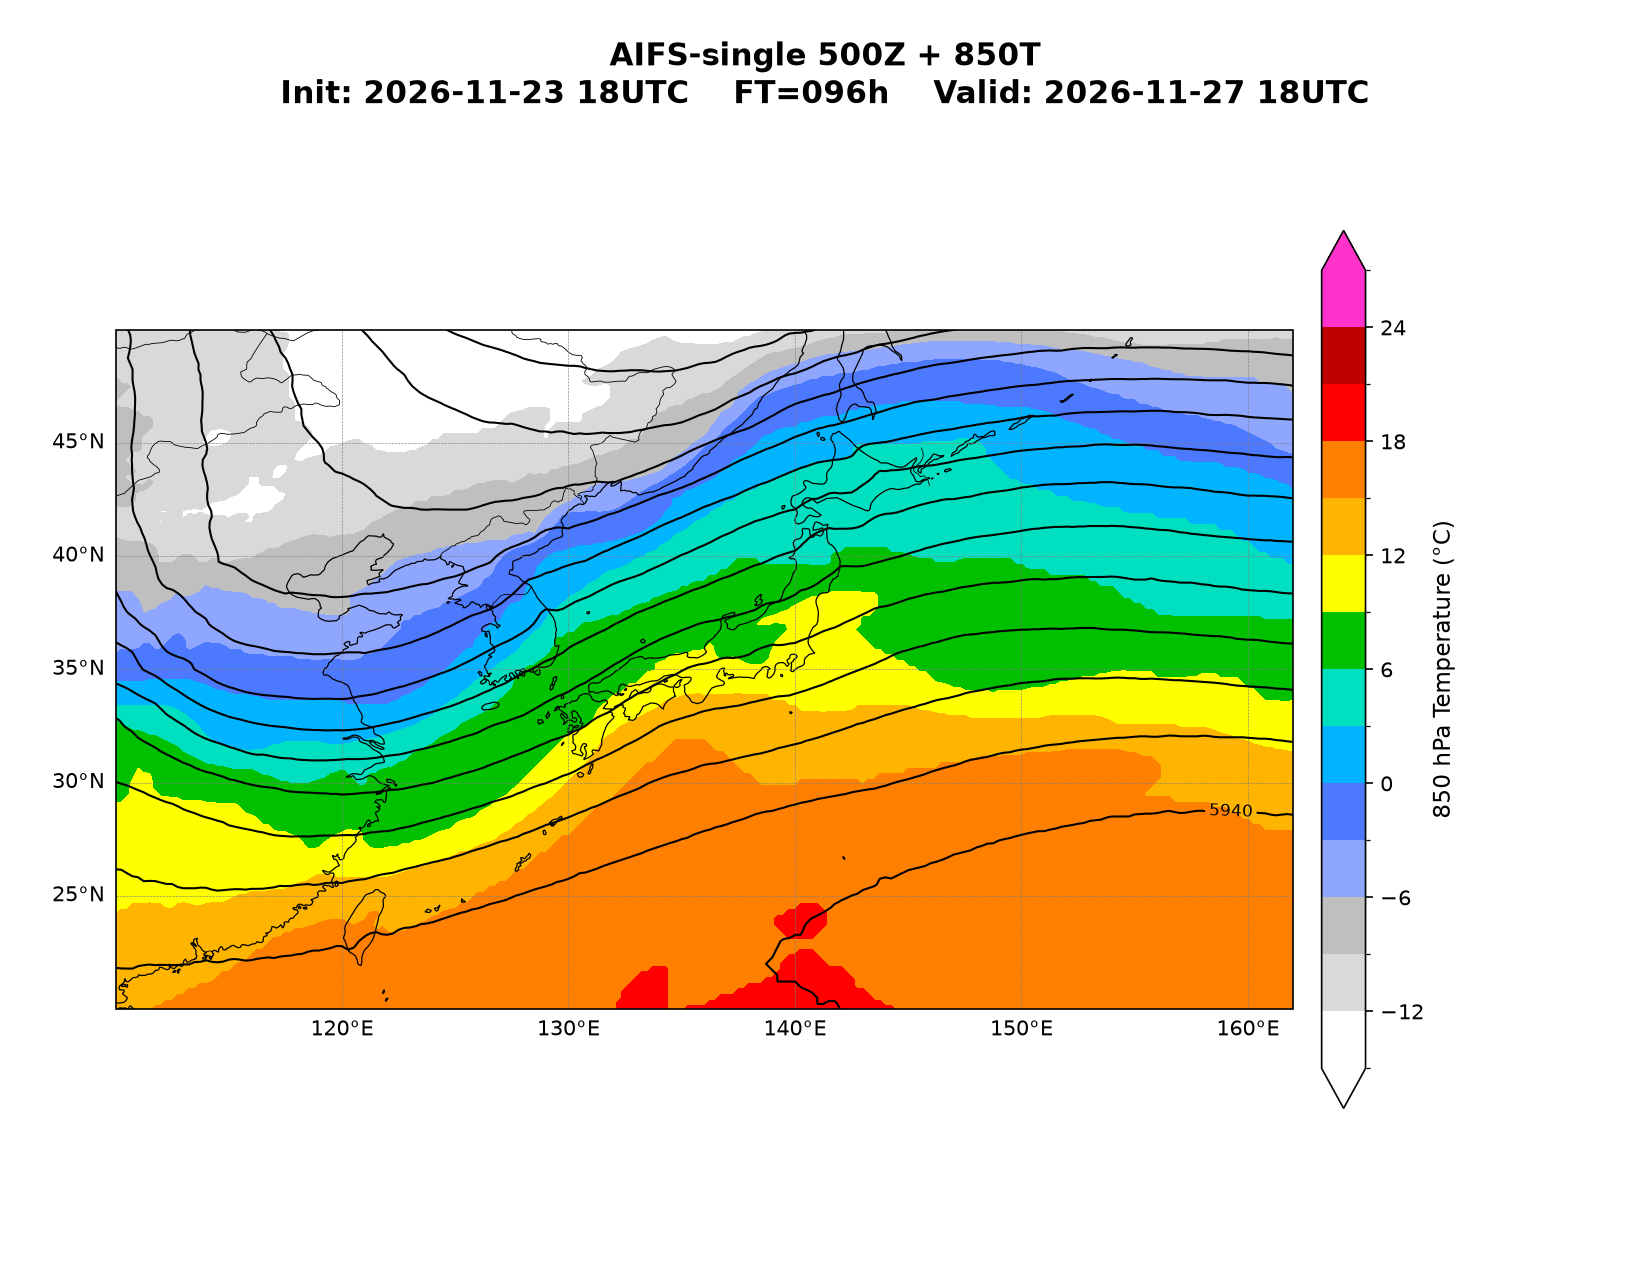 AIFS-single 500Z + 850T
Init: 2026-11-23 18UTC    FT=096h    Valid: 2026-11-27 18UTC
45°N
40°N
35°N
30°N
25°N
120°E
130°E
140°E
150°E
160°E
5940
24
18
12
6
0
−6
−12
850 hPa Temperature (°C)